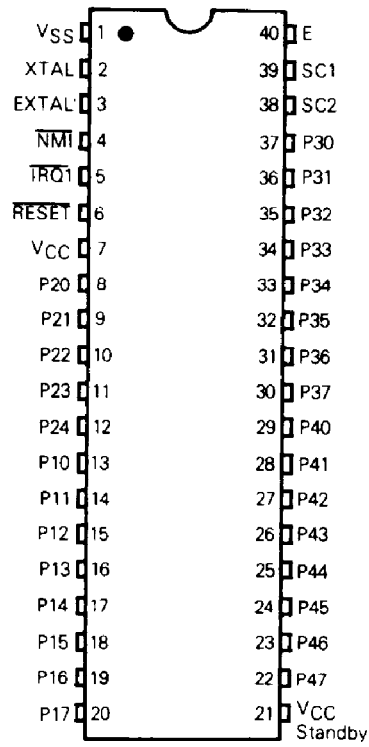 VSS 1 40 E
XTAL 2 39 SC1
EXTAL 3 38 SC2
NMI 4 37 P30
IRQ1 5 36 P31
RESET 6 35 P32
VCC 7 34 P33
P20 8 33 P34
P21 9 32 P35
P22 10 31 P36
P23 11 30 P37
P24 12 29 P40
P10 13 28 P41
P11 14 27 P42
P12 15 26 P43
P13 16 25 P44
P14 17 24 P45
P15 18 23 P46
P16 19 22 P47
P17 20 21 VCC
Standby